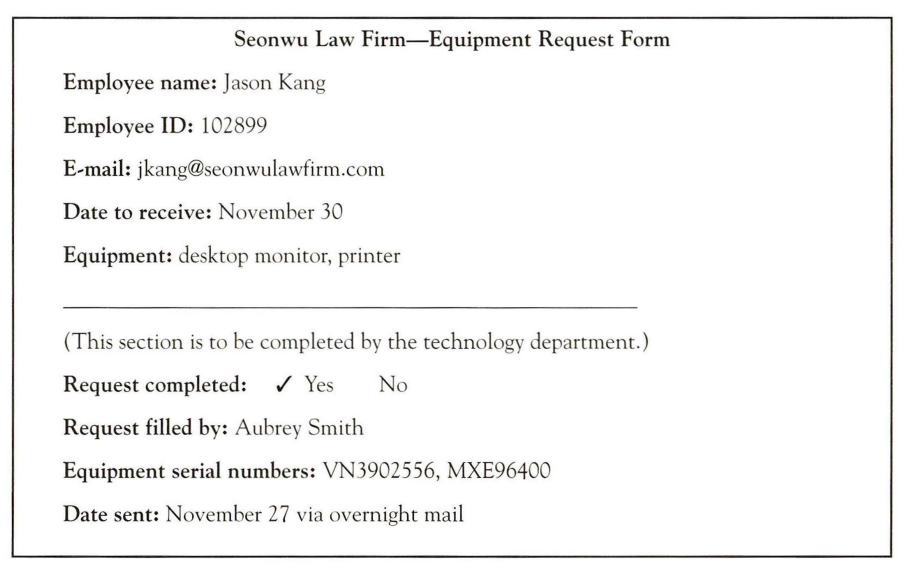 Seonwu Law Firm—Equipment Request Form
Employee name: Jason Kang
Employee ID: 102899
E-mail: jkang@seonwulawfirm.com
Date to receive: November 30
Equipment: desktop monitor, printer
(This section is to be completed by the technology department.)
Request completed: ✓ Yes No
Request filled by: Aubrey Smith
Equipment serial numbers: VN3902556, MXE96400
Date sent: November 27 via overnight mail